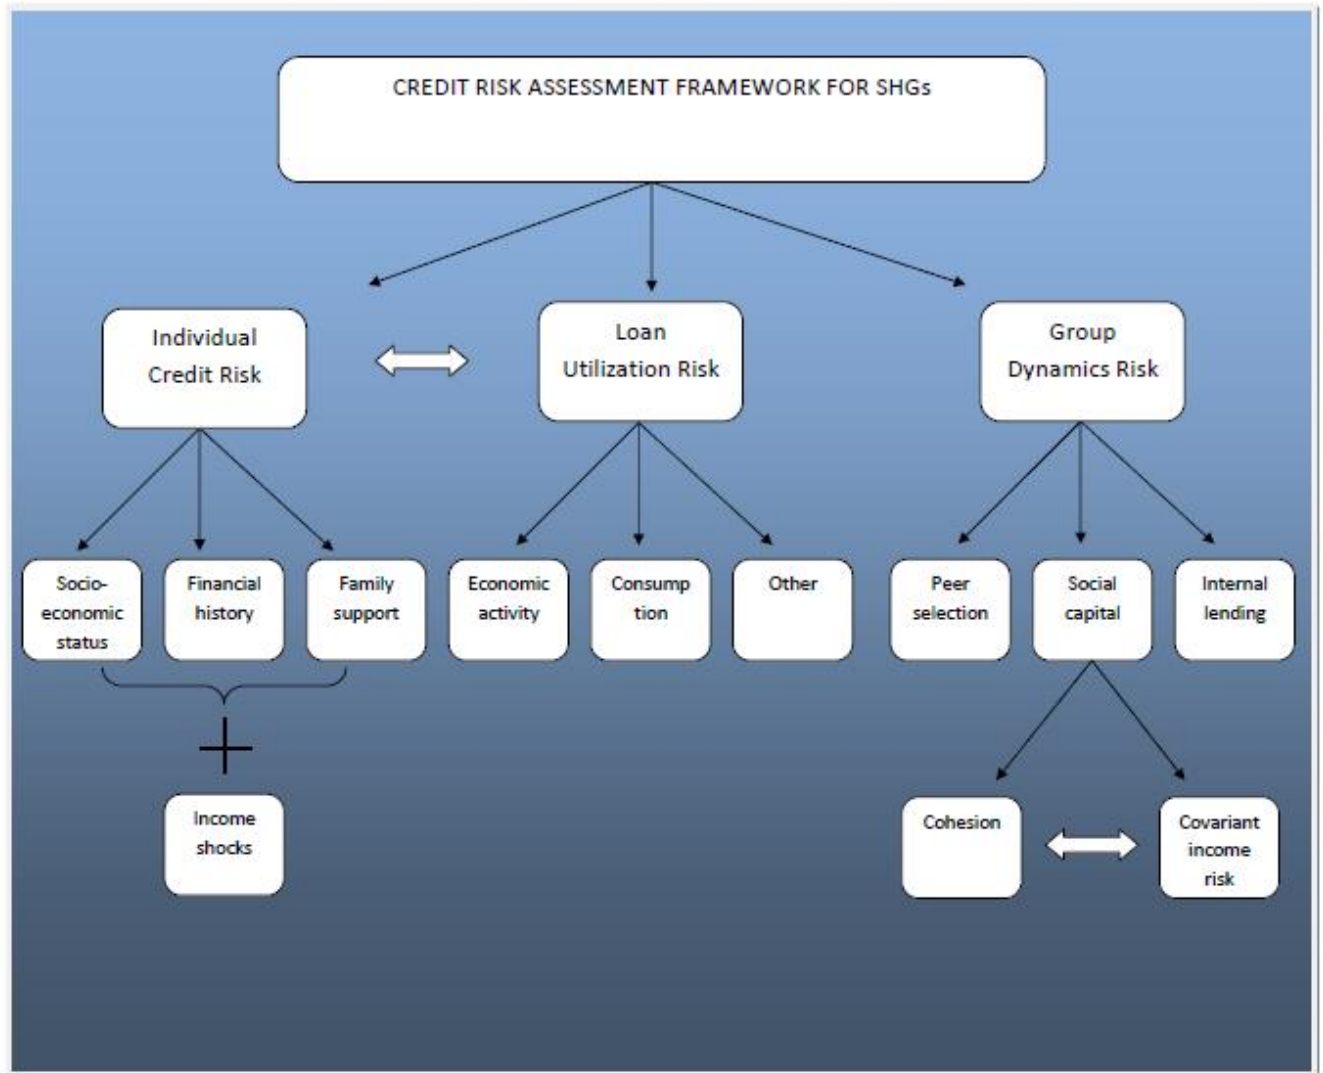 CREDIT RISK ASSESSMENT FRAMEWORK FOR SHGs
Individual
Credit Risk
Loan
Utilization Risk
Group
Dynamics Risk
Socio-
economic
status
Financial
history
Family
support
Economic
activity
Consump
tion
Other
Peer
selection
Social
capital
Internal
lending
Income
shocks
Cohesion
Covariant
income
risk